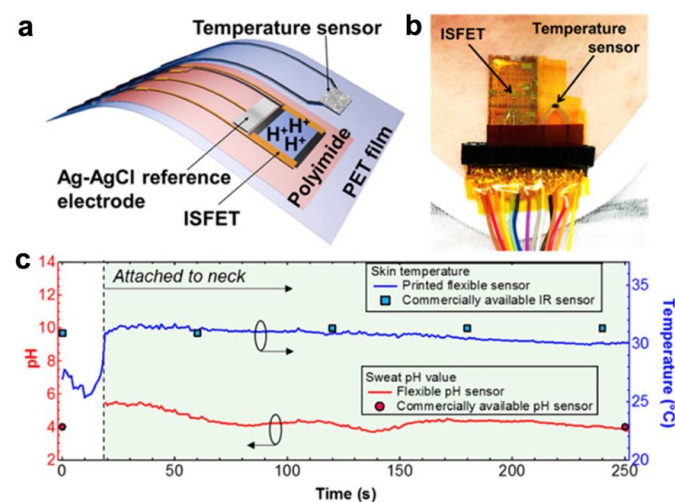 a
Temperature sensor
H+ H+
H+
Ag-AgCl reference
electrode
ISFET
Polyimide
PET film
b
ISFET
Temperature
sensor
c
Attached to neck
Skin temperature
Printed flexible sensor
Commercially available IR sensor
Sweat pH value
Flexible pH sensor
Commercially available pH sensor
pH
14
12
10
8
6
4
2
Temperature (°C)
35
30
25
20
0
50
100
150
200
250
Time (s)